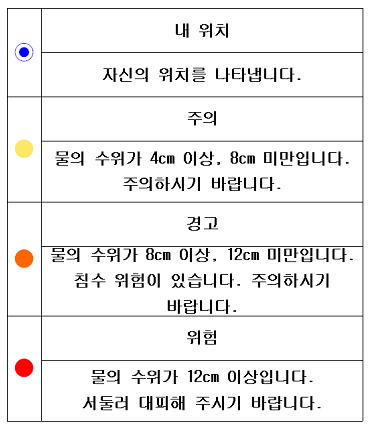 내 위치
자신의 위치를 나타냅니다.
주의
물의 수위가 4cm 이상, 8cm 미만입니다.
주의하시기 바랍니다.
경고
물의 수위가 8cm 이상, 12cm 미만입니다.
침수 위험이 있습니다. 주의하시기
바랍니다.
위험
물의 수위가 12cm 이상입니다.
서둘러 대피해 주시기 바랍니다.